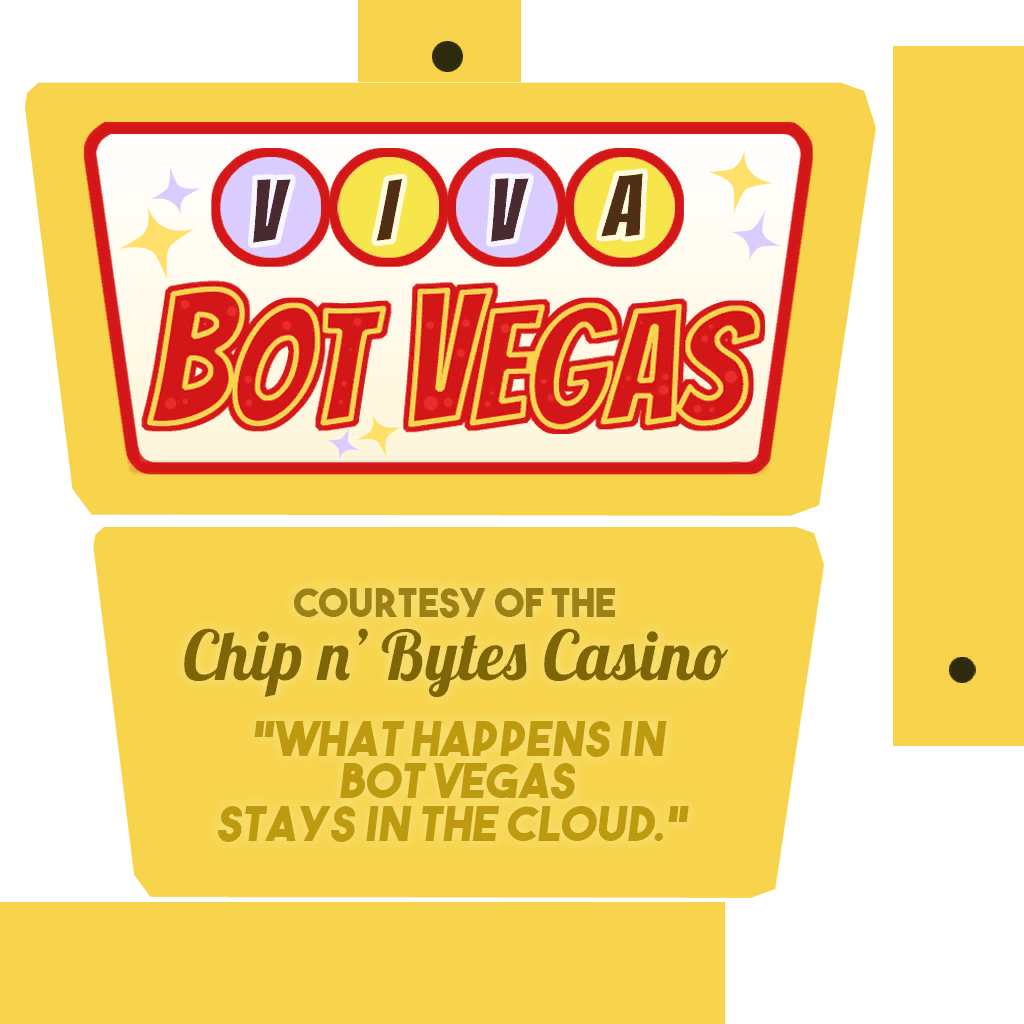 VIVA
BOT VEGAS
COURTESY OF THE
Chip n' Bytes Casino
"WHAT HAPPENS IN
BOT VEGAS
STAYS IN THE CLOUD."